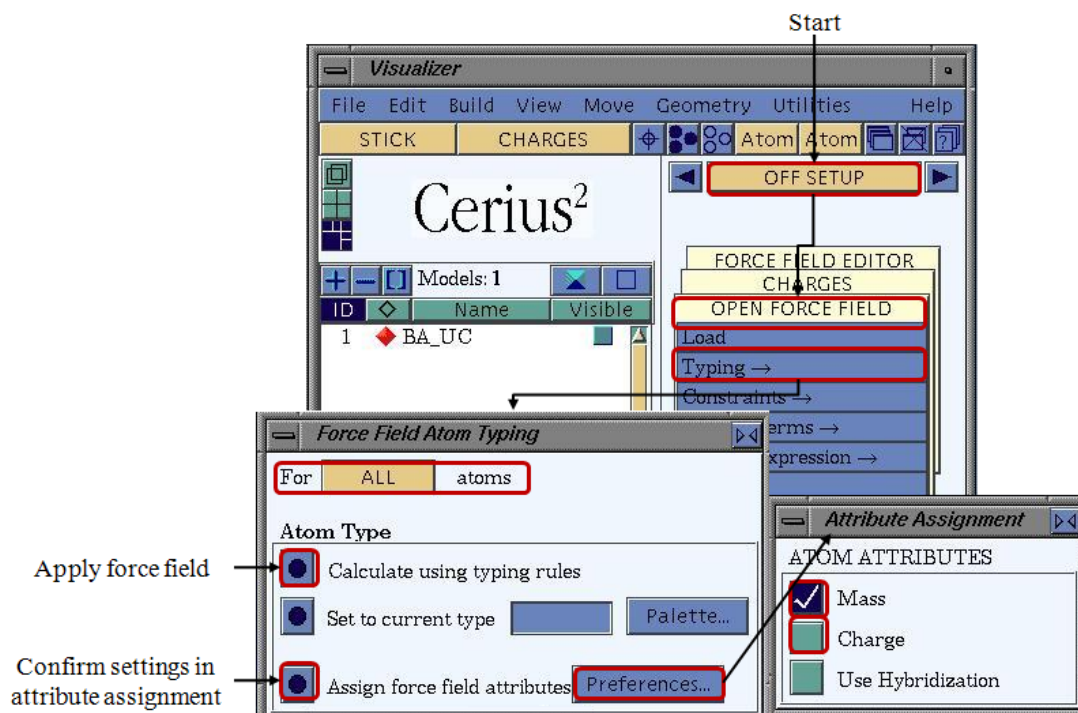 Start
Visualizer
File Edit Build View Move Geometry Utilities Help
STICK CHARGES Atom Atom
OFF SETUP
Cerius²
FORCE FIELD EDITOR
CHARGES
OPEN FORCE FIELD
Models: 1
ID Name Visible
1 BA_UC
Load
Typing →
Constraints →
erms →
xpression →
Force Field Atom Typing
For ALL atoms
Atom Type
Apply force field
Calculate using typing rules
Set to current type Palette...
Confirm settings in
attribute assignment
Assign force field attributes Preferences...
Attribute Assignment
ATOM ATTRIBUTES
Mass
Charge
Use Hybridization